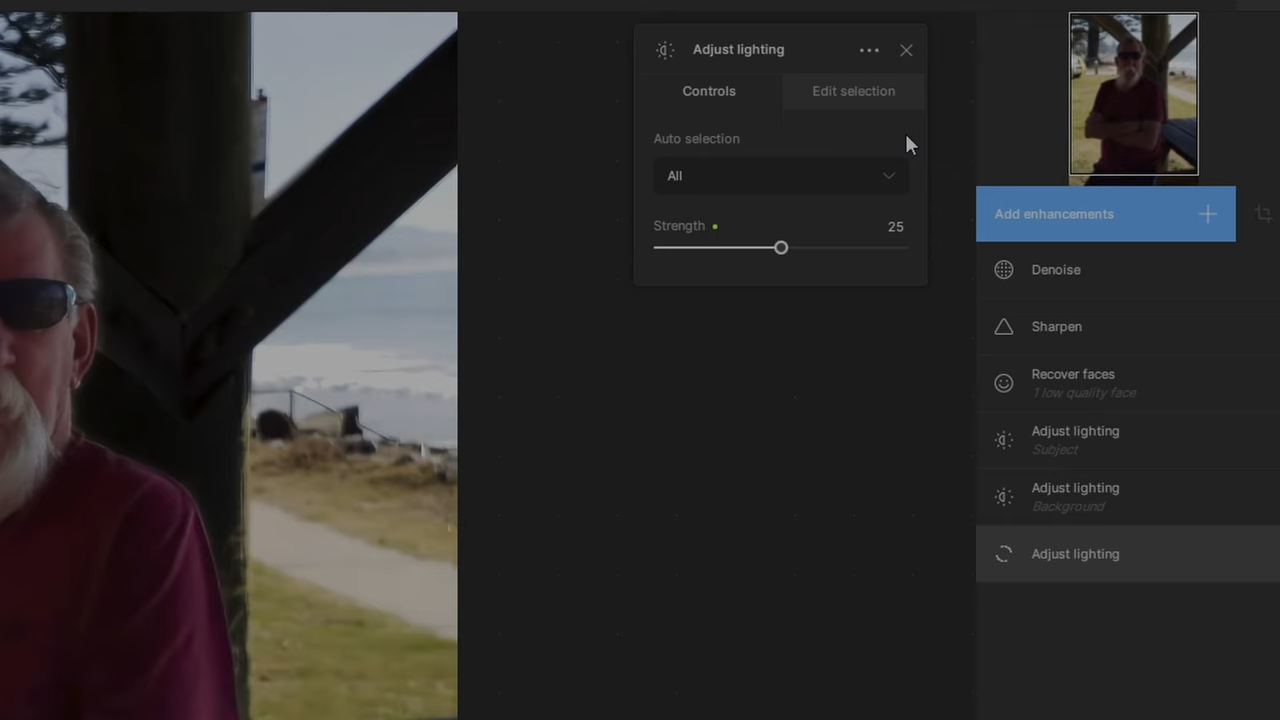 Adjust lighting
Controls
Edit selection
Auto selection
All
Strength
25
Add enhancements
Denoise
Sharpen
Recover faces
1 low quality face
Adjust lighting
Subject
Adjust lighting
Background
Adjust lighting